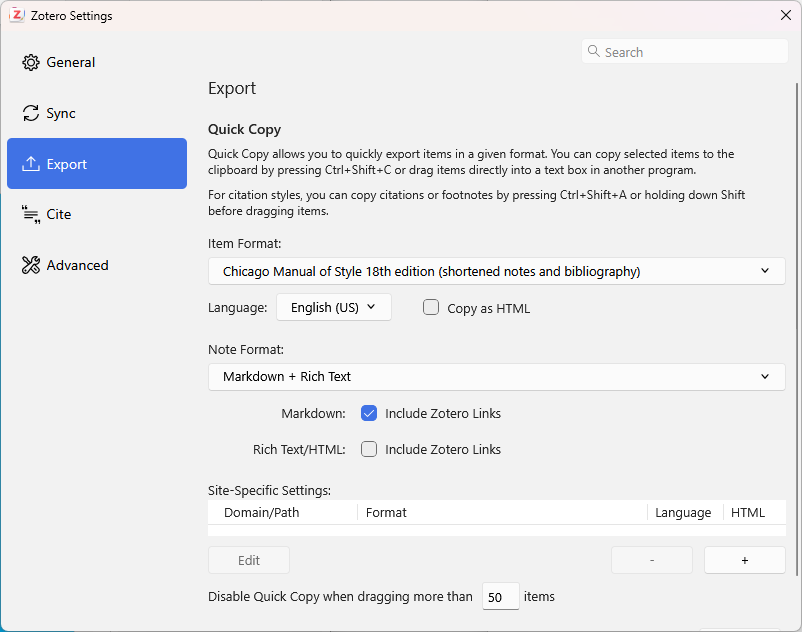 Zotero Settings
General
Sync
Export
Cite
Advanced
Search
Export
Quick Copy
Quick Copy allows you to quickly export items in a given format. You can copy selected items to the
clipboard by pressing Ctrl+Shift+C or drag items directly into a text box in another program.
For citation styles, you can copy citations or footnotes by pressing Ctrl+Shift+A or holding down Shift
before dragging items.
Item Format:
Chicago Manual of Style 18th edition (shortened notes and bibliography)
Language: English (US) Copy as HTML
Note Format:
Markdown + Rich Text
Markdown: Include Zotero Links
Rich Text/HTML: Include Zotero Links
Site-Specific Settings:
Domain/Path Format Language HTML
Edit - +
Disable Quick Copy when dragging more than 50 items